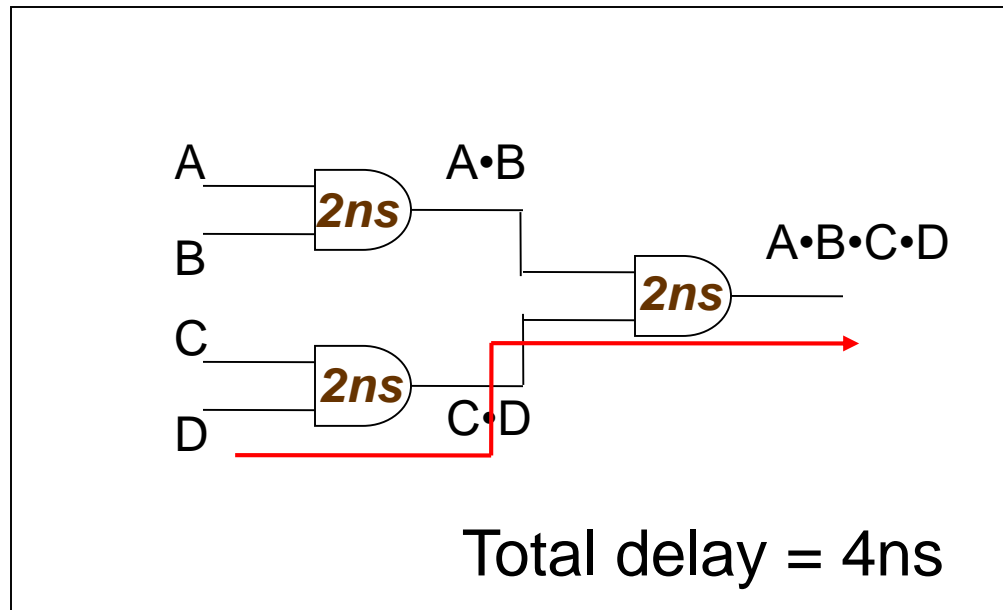 A
A•B
2ns
B
A•B•C•D
2ns
C
2ns
C•D
D
Total delay = 4ns